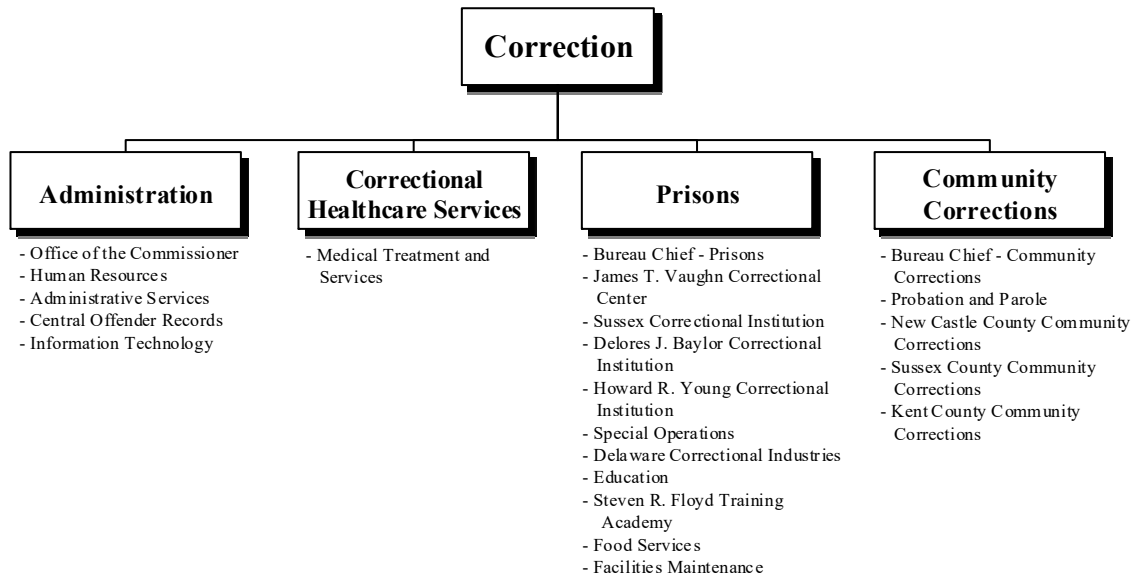 Correction
Administration
- Office of the Commissioner
- Human Resources
- Administrative Services
- Central Offender Records
- Information Technology
Correctional
Healthcare Services
- Medical Treatment and
Services
Prisons
- Bureau Chief - Prisons
- James T. Vaughn Correctional
Center
- Sussex Correctional Institution
- Delores J. Baylor Correctional
Institution
- Howard R. Young Correctional
Institution
- Special Operations
- Delaware Correctional Industries
- Education
- Steven R. Floyd Training
Academy
- Food Services
- Facilities Maintenance
Community
Corrections
- Bureau Chief - Community
Corrections
- Probation and Parole
- New Castle County Community
Corrections
- Sussex County Community
Corrections
- Kent County Community
Corrections